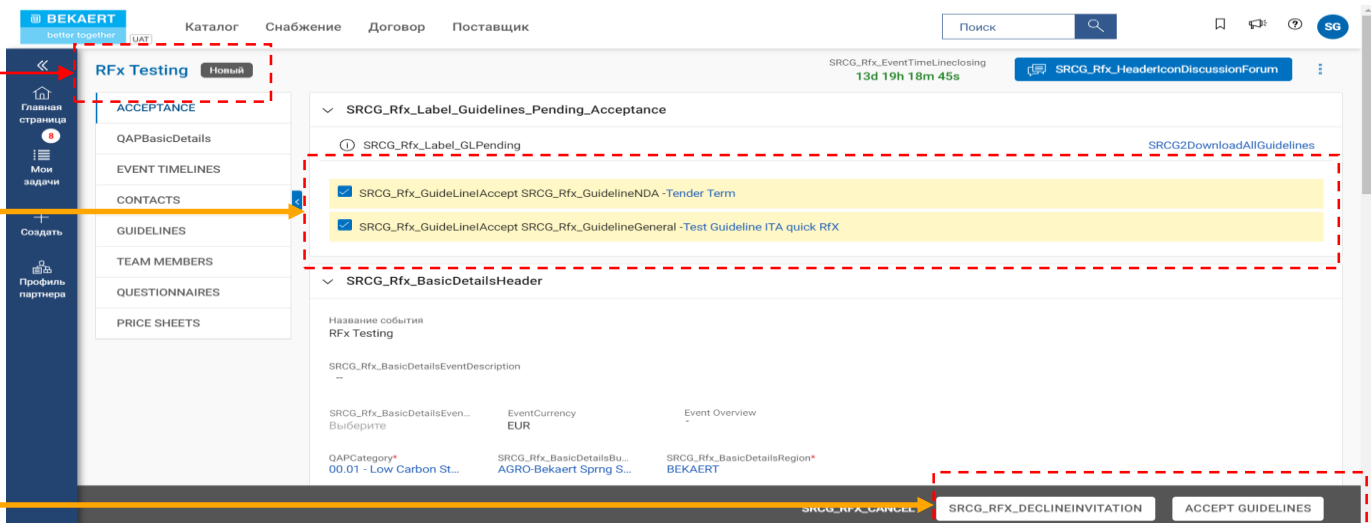 BEKAERT
better together
UAT
Каталог Снабжение Договор Поставщик
Поиск
SG
RFx Testing Новый
SRCG_Rfx_EventTimeLineclosing
13d 19h 18m 45s
SRCG_Rfx_HeaderIconDiscussionForum
Главная
страница
8
Мои
задачи
Создать
Профиль
партнера
ACCEPTANCE
QAPBasicDetails
EVENT TIMELINES
CONTACTS
GUIDELINES
TEAM MEMBERS
QUESTIONNAIRES
PRICE SHEETS
SRCG_Rfx_Label_Guidelines_Pending_Acceptance
SRCG_Rfx_Label_GLPending SRCG2DownloadAllGuidelines
SRCG_Rfx_GuideLineIAccept SRCG_Rfx_GuidelineNDA -Tender Term
SRCG_Rfx_GuideLineIAccept SRCG_Rfx_GuidelineGeneral -Test Guideline ITA quick RfX
SRCG_Rfx_BasicDetailsHeader
Название события
RFx Testing
SRCG_Rfx_BasicDetailsEventDescription
--
SRCG_Rfx_BasicDetailsEven... EventCurrency Event Overview
Выберите EUR -
QAPCategory* SRCG_Rfx_BasicDetailsBu... SRCG_Rfx_BasicDetailsRegion*
00.01 - Low Carbon St... AGRO-Bekaert Sprng S... BEKAERT
SRCG_RFX_CANCEL SRCG_RFX_DECLINEINVITATION ACCEPT GUIDELINES